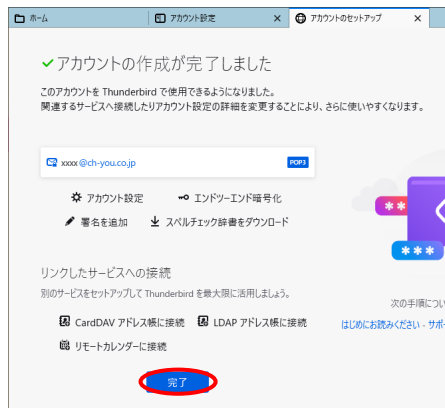 ホーム
アカウント設定
アカウントのセットアップ
アカウントの作成が完了しました
このアカウントを Thunderbird で使用できるようになりました。
関連するサービスへ接続したりアカウント設定の詳細を変更することにより、さらに使いやすくなります。
xxxx@ch-you.co.jp
POP3
アカウント設定
エンドツーエンド暗号化
署名を追加
スペルチェック辞書をダウンロード
リンクしたサービスへの接続
別のサービスをセットアップして Thunderbird を最大限に活用しましょう。
CardDAV アドレス帳に接続
LDAP アドレス帳に接続
リモートカレンダーに接続
完了
次の手順につい
はじめにお読みください - サポー